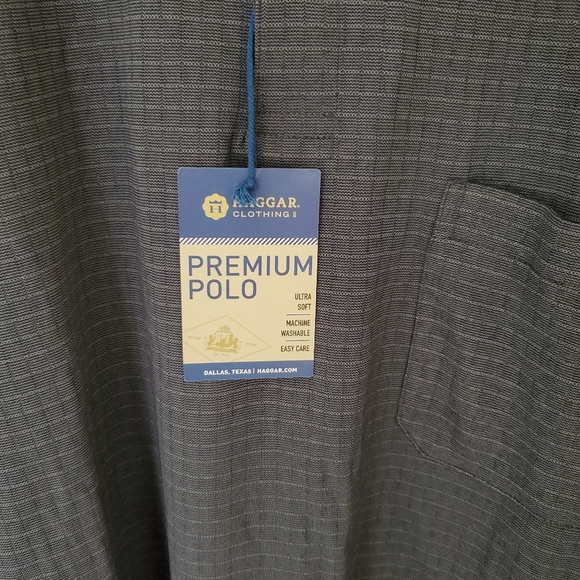 HAGGAR.
CLOTHING CO
PREMIUM
POLO
ULTRA
SOFT
MACHINE
WASHABLE
EASY CARE
DALLAS, TEXAS | HAGGAR.COM